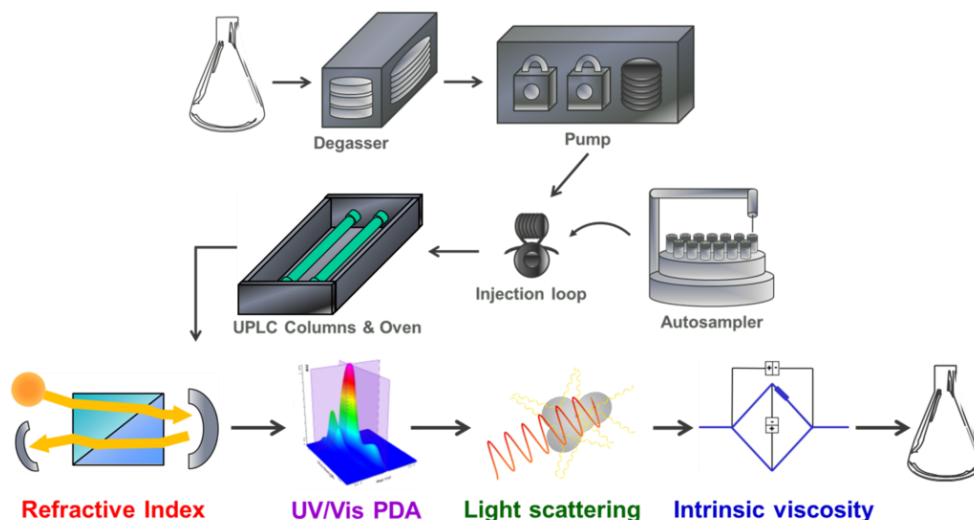 Degasser
Pump
Injection loop
UPLC Columns & Oven
Autosampler
Refractive Index
UV/Vis PDA
Light scattering
Intrinsic viscosity